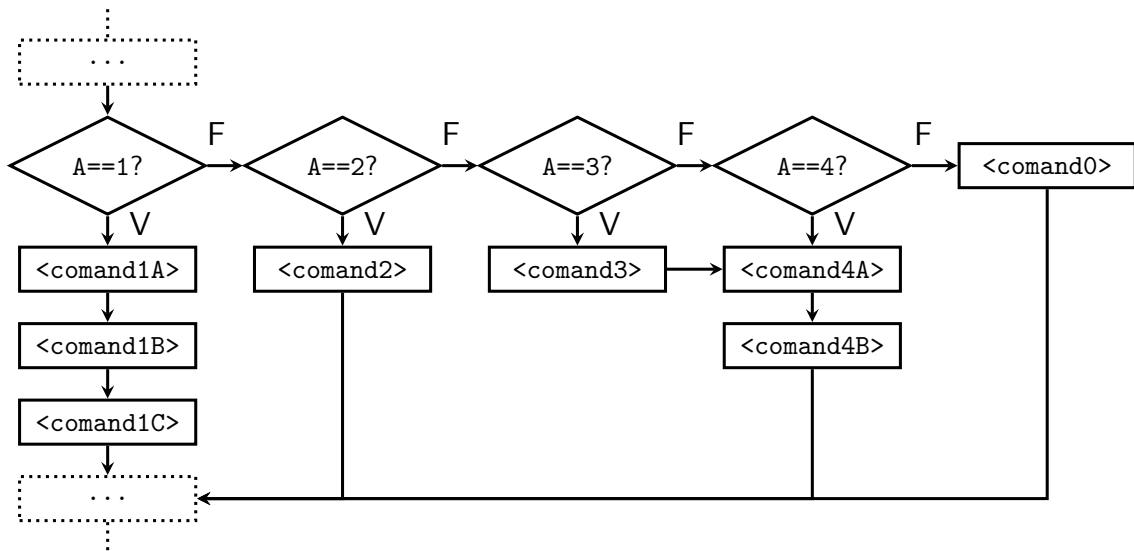 ...
F
F
F
F
A==1?
A==2?
A==3?
A==4?
<comand0>
V
V
V
V
<comand1A>
<comand2>
<comand3>
<comand4A>
<comand1B>
<comand4B>
<comand1C>
...